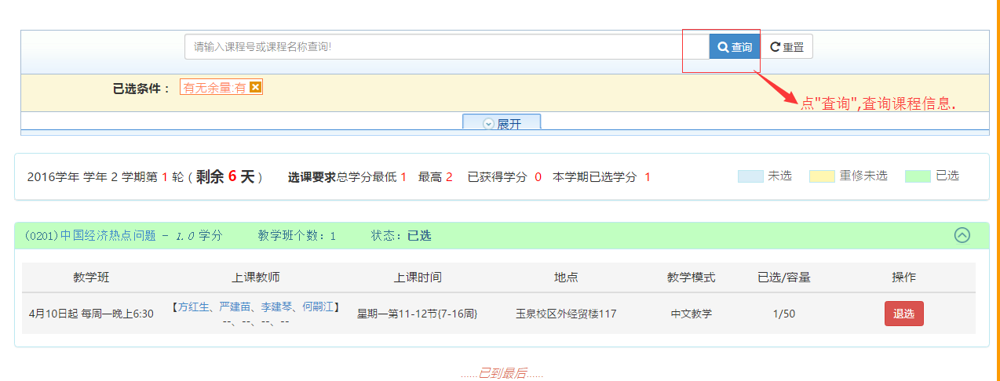 请输入课程号或课程名称查询! 查询 重置
已选条件： 有无余量:有
点"查询",查询课程信息.
展开
2016学年 学年 2 学期第 1 轮（剩余 6 天） 选课要求总学分最低 1 最高 2 已获得学分 0 本学期已选学分 1 未选 重修未选 已选
(0201)中国经济热点问题 - 1.0 学分 教学班个数：1 状态：已选
教学班 上课教师 上课时间 地点 教学模式 已选/容量 操作
4月10日起 每周一晚上6:30 【方红生、严建苗、李建琴、何嗣江】 星期一第11-12节{7-16周} 玉泉校区外经贸楼117 中文教学 1/50 退选
--、--、--、--
......已到最后......